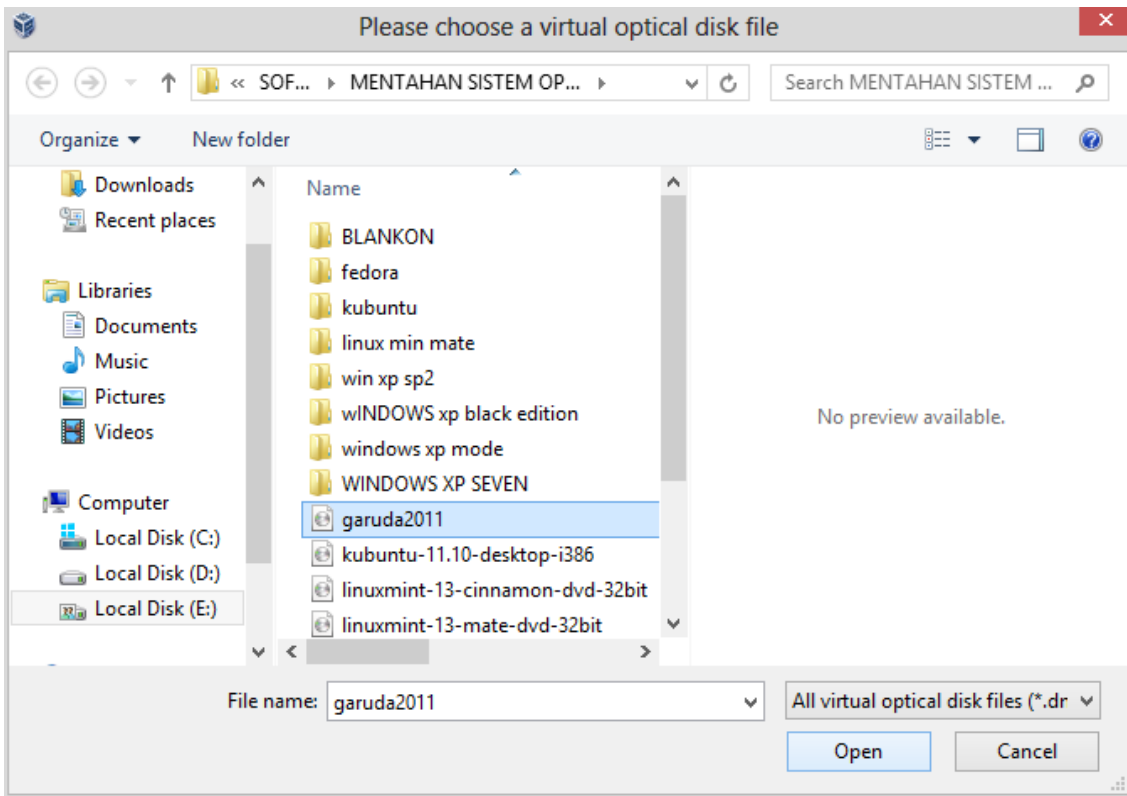 Please choose a virtual optical disk file
« SOF... MENTAHAN SISTEM OP...
Search MENTAHAN SISTEM ...
Organize New folder
Downloads
Recent places
Libraries
Documents
Music
Pictures
Videos
Computer
Local Disk (C:)
Local Disk (D:)
Local Disk (E:)
Name
BLANKON
fedora
kubuntu
linux min mate
win xp sp2
wINDOWS xp black edition
windows xp mode
WINDOWS XP SEVEN
garuda2011
kubuntu-11.10-desktop-i386
linuxmint-13-cinnamon-dvd-32bit
linuxmint-13-mate-dvd-32bit
No preview available.
File name: garuda2011
All virtual optical disk files (*.dr
Open Cancel